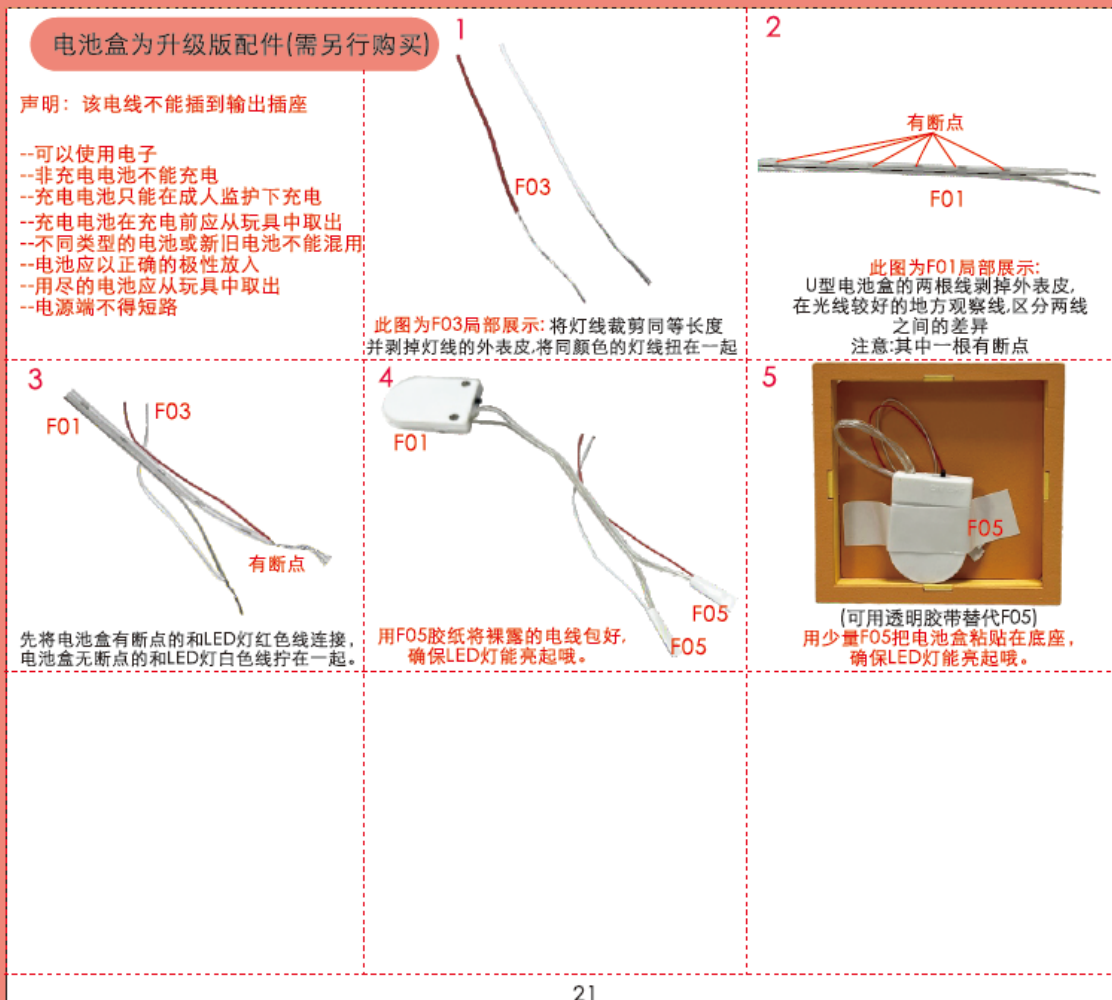 电池盒为升级版配件(需另行购买)
声明：该电线不能插到输出插座
--可以使用电子
--非充电电池不能充电
--充电电池只能在成人监护下充电
--充电电池在充电前应从玩具中取出
--不同类型的电池或新旧电池不能混用
--电池应以正确的极性放入
--用尽的电池应从玩具中取出
--电源端不得短路
1
F03
此图为F03局部展示:将灯线裁剪同等长度
并剥掉灯线的外表皮,将同颜色的灯线扭在一起
2
有断点
F01
此图为F01局部展示:
U型电池盒的两根线剥掉外表皮,
在光线较好的地方观察线,区分两线
之间的差异
注意:其中一根有断点
3
F01
F03
有断点
先将电池盒有断点的和LED灯红色线连接,
电池盒无断点的和LED灯白色线拧在一起。
4
F01
F05
F05
用F05胶纸将裸露的电线包好,
确保LED灯能亮起哦。
5
F05
(可用透明胶带替代F05)
用少量F05把电池盒粘贴在底座,
确保LED灯能亮起哦。
21